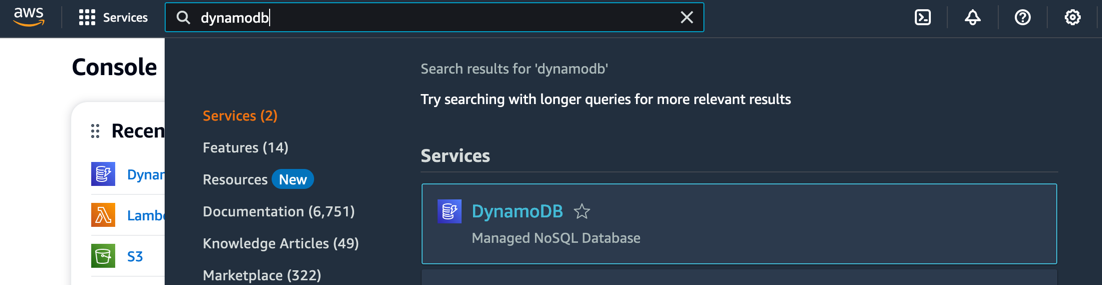 aws
Services
dynamodb
Console
Recen
Dynar
Lamb
S3
Services (2)
Features (14)
Resources New
Documentation (6,751)
Knowledge Articles (49)
Marketplace (322)
Search results for 'dynamodb'
Try searching with longer queries for more relevant results
Services
DynamoDB
Managed NoSQL Database